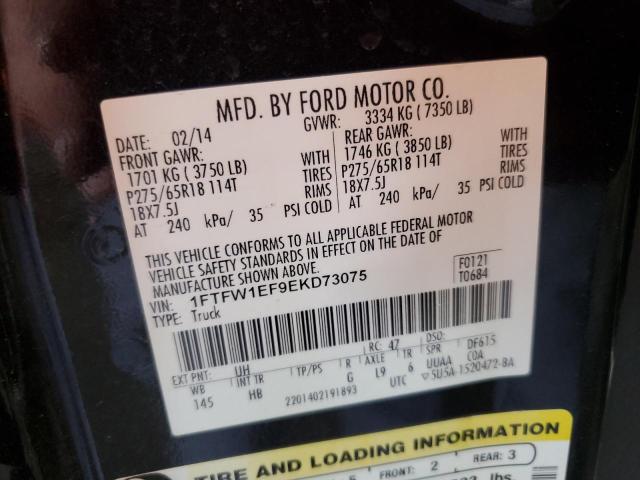 MFD. BY FORD MOTOR CO.
DATE: 02/14 GVWR: 3334 KG ( 7350 LB)
FRONT GAWR: REAR GAWR:
1701 KG ( 3750 LB) WITH 1746 KG ( 3850 LB) WITH
P275/65R18 114T TIRES P275/65R18 114T TIRES
18X7.5J RIMS 18X7.5J RIMS
AT 240 kPa/ 35 PSI COLD AT 240 kPa/ 35 PSI COLD
THIS VEHICLE CONFORMS TO ALL APPLICABLE FEDERAL MOTOR
VEHICLE SAFETY STANDARDS IN EFFECT ON THE DATE OF
MANUFACTURE SHOWN ABOVE.
F0121
T0684
VIN: 1FTFW1EF9EKD73075
TYPE: Truck
EXT PNT: UH RC: 47 DSO:
WB INT TR TP/PS R AXLE TR SPR DF615
145 HB G L9 6 UUAA COA
2201402191893 UTC ▽5U5A-1520472-BA
TIRE AND LOADING INFORMATION
FRONT: 2 REAR: 3
lbs